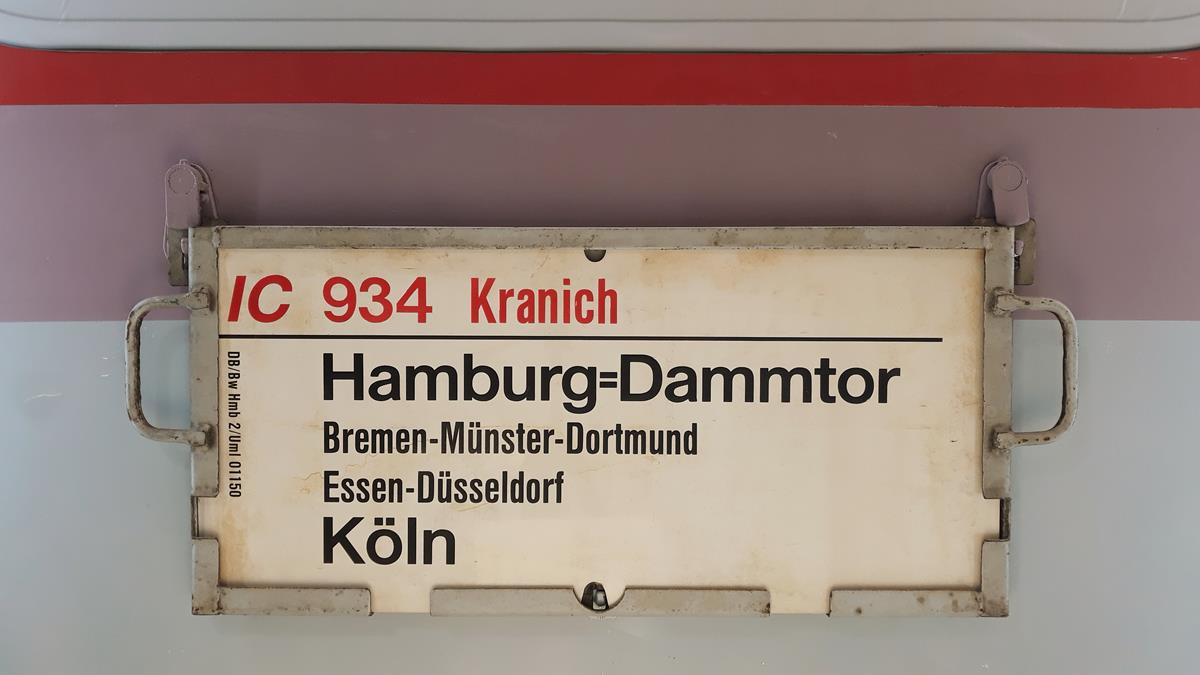 IC 934 Kranich
Hamburg=Dammtor
Bremen-Münster-Dortmund
Essen-Düsseldorf
Köln
DB/Bw Hmb 2/Uml 01150